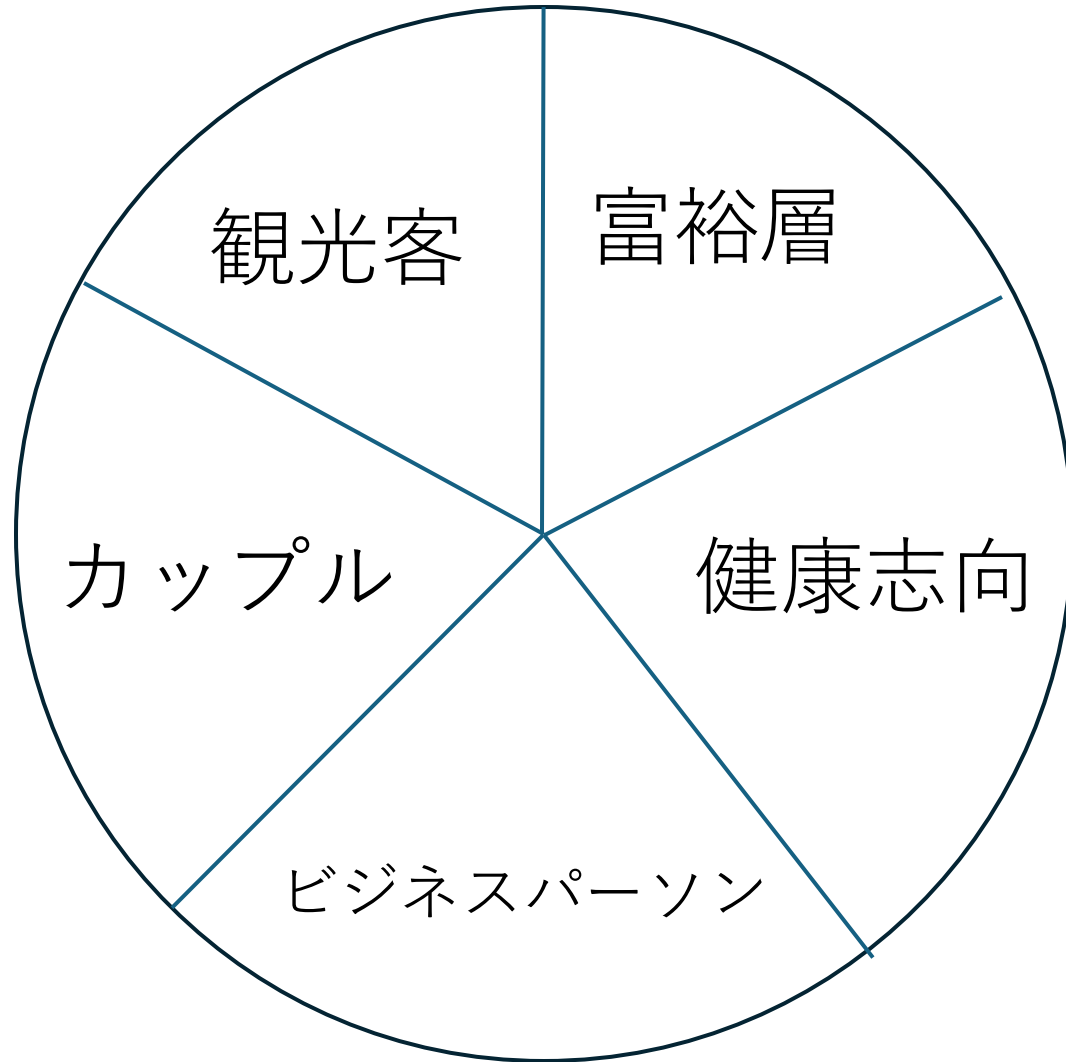 観光客
富裕層
カップル
健康志向
ビジネスパーソン